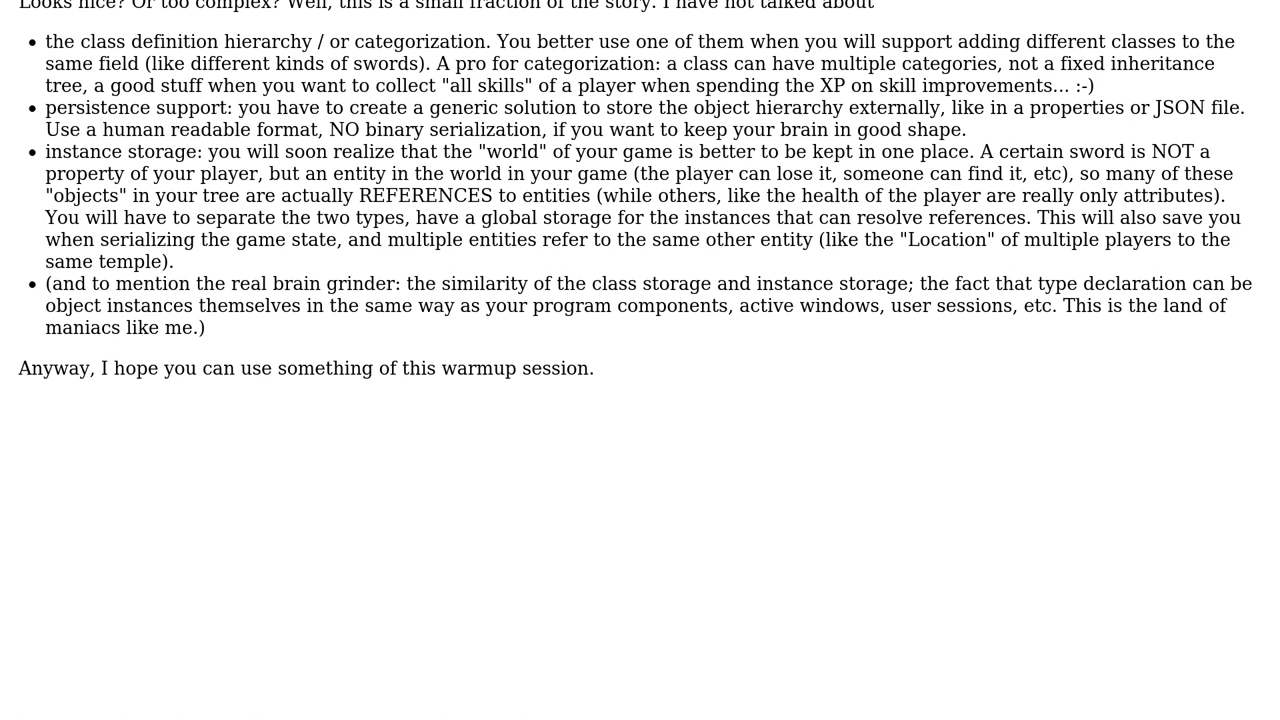 Looks nice? Or too complex? Well, this is a small fraction of the story. I have not talked about
the class definition hierarchy / or categorization. You better use one of them when you will support adding different classes to the
same field (like different kinds of swords). A pro for categorization: a class can have multiple categories, not a fixed inheritance
tree, a good stuff when you want to collect "all skills" of a player when spending the XP on skill improvements... :-)
persistence support: you have to create a generic solution to store the object hierarchy externally, like in a properties or JSON file.
Use a human readable format, NO binary serialization, if you want to keep your brain in good shape.
instance storage: you will soon realize that the "world" of your game is better to be kept in one place. A certain sword is NOT a
property of your player, but an entity in the world in your game (the player can lose it, someone can find it, etc), so many of these
"objects" in your tree are actually REFERENCES to entities (while others, like the health of the player are really only attributes).
You will have to separate the two types, have a global storage for the instances that can resolve references. This will also save you
when serializing the game state, and multiple entities refer to the same other entity (like the "Location" of multiple players to the
same temple).
(and to mention the real brain grinder: the similarity of the class storage and instance storage; the fact that type declaration can be
object instances themselves in the same way as your program components, active windows, user sessions, etc. This is the land of
maniacs like me.)
Anyway, I hope you can use something of this warmup session.